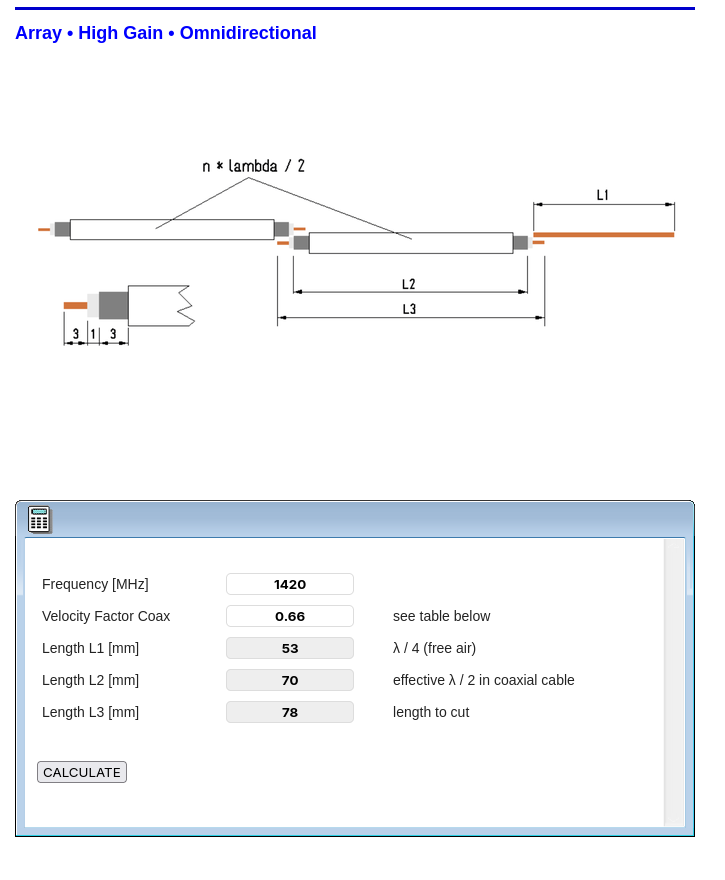 Array • High Gain • Omnidirectional
n * lambda / 2
L1
L2
L3
3 1 3
Frequency [MHz] 1420
Velocity Factor Coax 0.66 see table below
Length L1 [mm] 53 λ / 4 (free air)
Length L2 [mm] 70 effective λ / 2 in coaxial cable
Length L3 [mm] 78 length to cut
CALCULATE